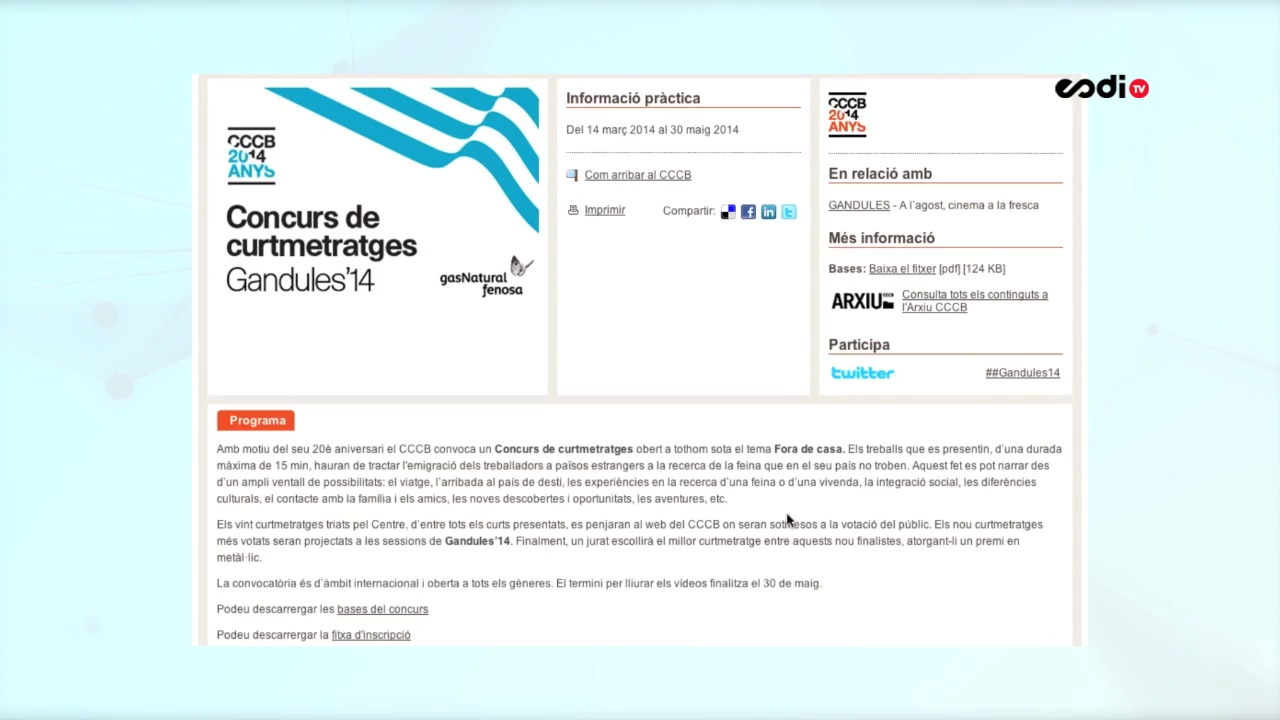 esdi TV
CCCB
2014
ANYS
Concurs de
curtmetratges
Gandules'14
gasNatural
fenosa
Informació pràctica
Del 14 març 2014 al 30 maig 2014
Com arribar al CCCB
Imprimir
Compartir:
CCCB
2014
ANYS
En relació amb
GANDULES - A l'agost, cinema a la fresca
Més informació
Bases: Baixa el fitxer [pdf] [124 KB]
ARXIU CCCB
Consulta tots els continguts a
l'Arxiu CCCB
Participa
twitter
##Gandules14
Programa
Amb motiu del seu 20è aniversari el CCCB convoca un Concurs de curtmetratges obert a tothom sota el tema Fora de casa. Els treballs que es presentin, d'una durada
màxima de 15 min, hauran de tractar l'emigració dels treballadors a països estrangers a la recerca de la feina que en el seu país no troben. Aquest fet es pot narrar des
d'un ampli ventall de possibilitats: el viatge, l'arribada al país de destí, les experiències en la recerca d'una feina o d'una vivenda, la integració social, les diferències
culturals, el contacte amb la família i els amics, les noves descobertes i oportunitats, les aventures, etc.
Els vint curtmetratges triats pel Centre, d'entre tots els curts presentats, es penjaran al web del CCCB on seran sotmesos a la votació del públic. Els nou curtmetratges
més votats seran projectats a les sessions de Gandules'14. Finalment, un jurat escollirà el millor curtmetratge entre aquests nou finalistes, atorgant-li un premi en
metàl·lic.
La convocatòria és d'àmbit internacional i oberta a tots els gèneres. El termini per lliurar els vídeos finalitza el 30 de maig.
Podeu descarrergar les bases del concurs
Podeu descarrergar la fitxa d'inscripció